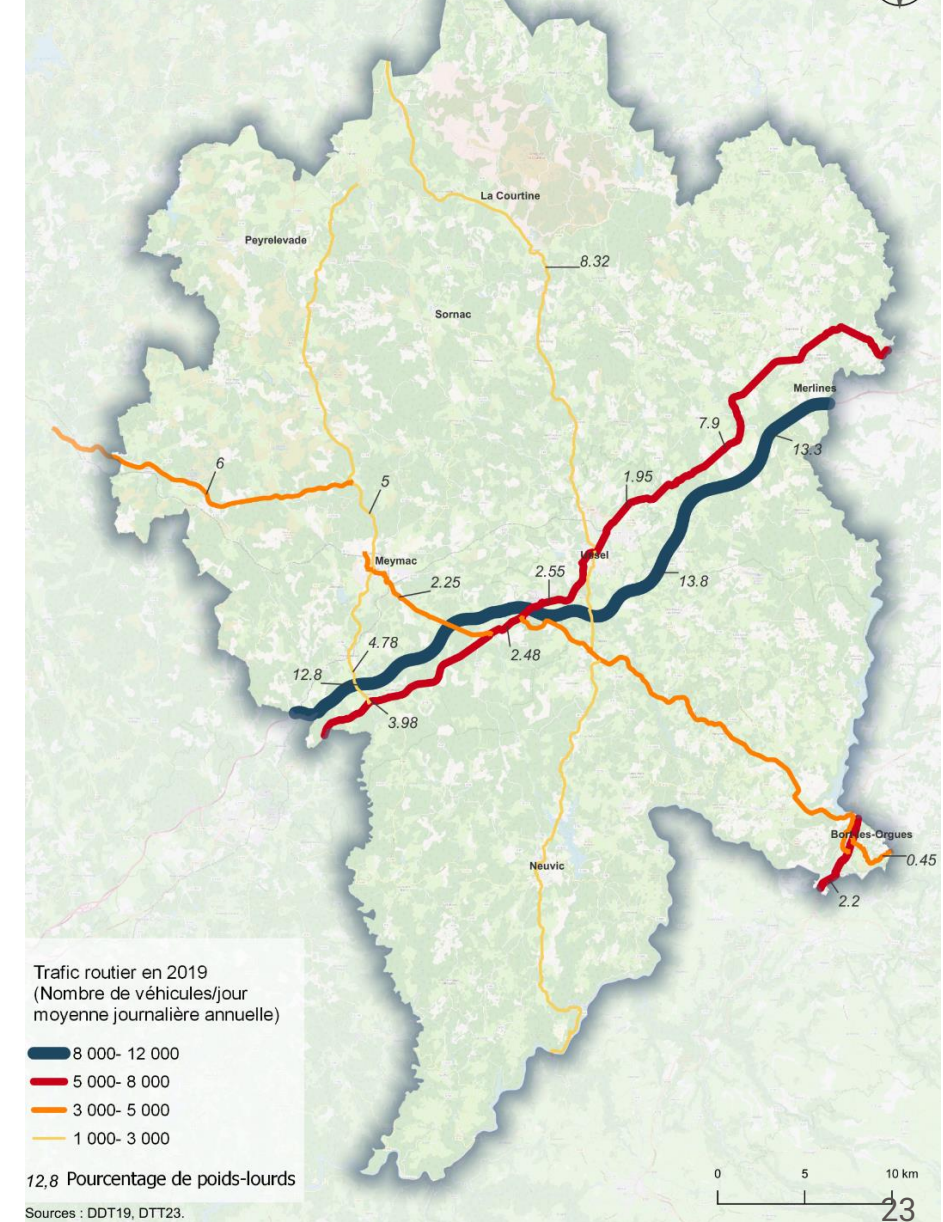 La Courtine
Peyrelevade
8.32
Sornac
Merlines
7.9
13.3
6
1.95
5
Ussel
Meymac
2.55
2.25
13.8
4.78
2.48
12.8
3.98
Bort-les-Orgues
0.45
Neuvic
2.2
Trafic routier en 2019
(Nombre de véhicules/jour
moyenne journalière annuelle)
8 000- 12 000
5 000- 8 000
3 000- 5 000
1 000- 3 000
12,8 Pourcentage de poids-lourds
0 5 10 km
23
Sources : DDT19, DTT23.